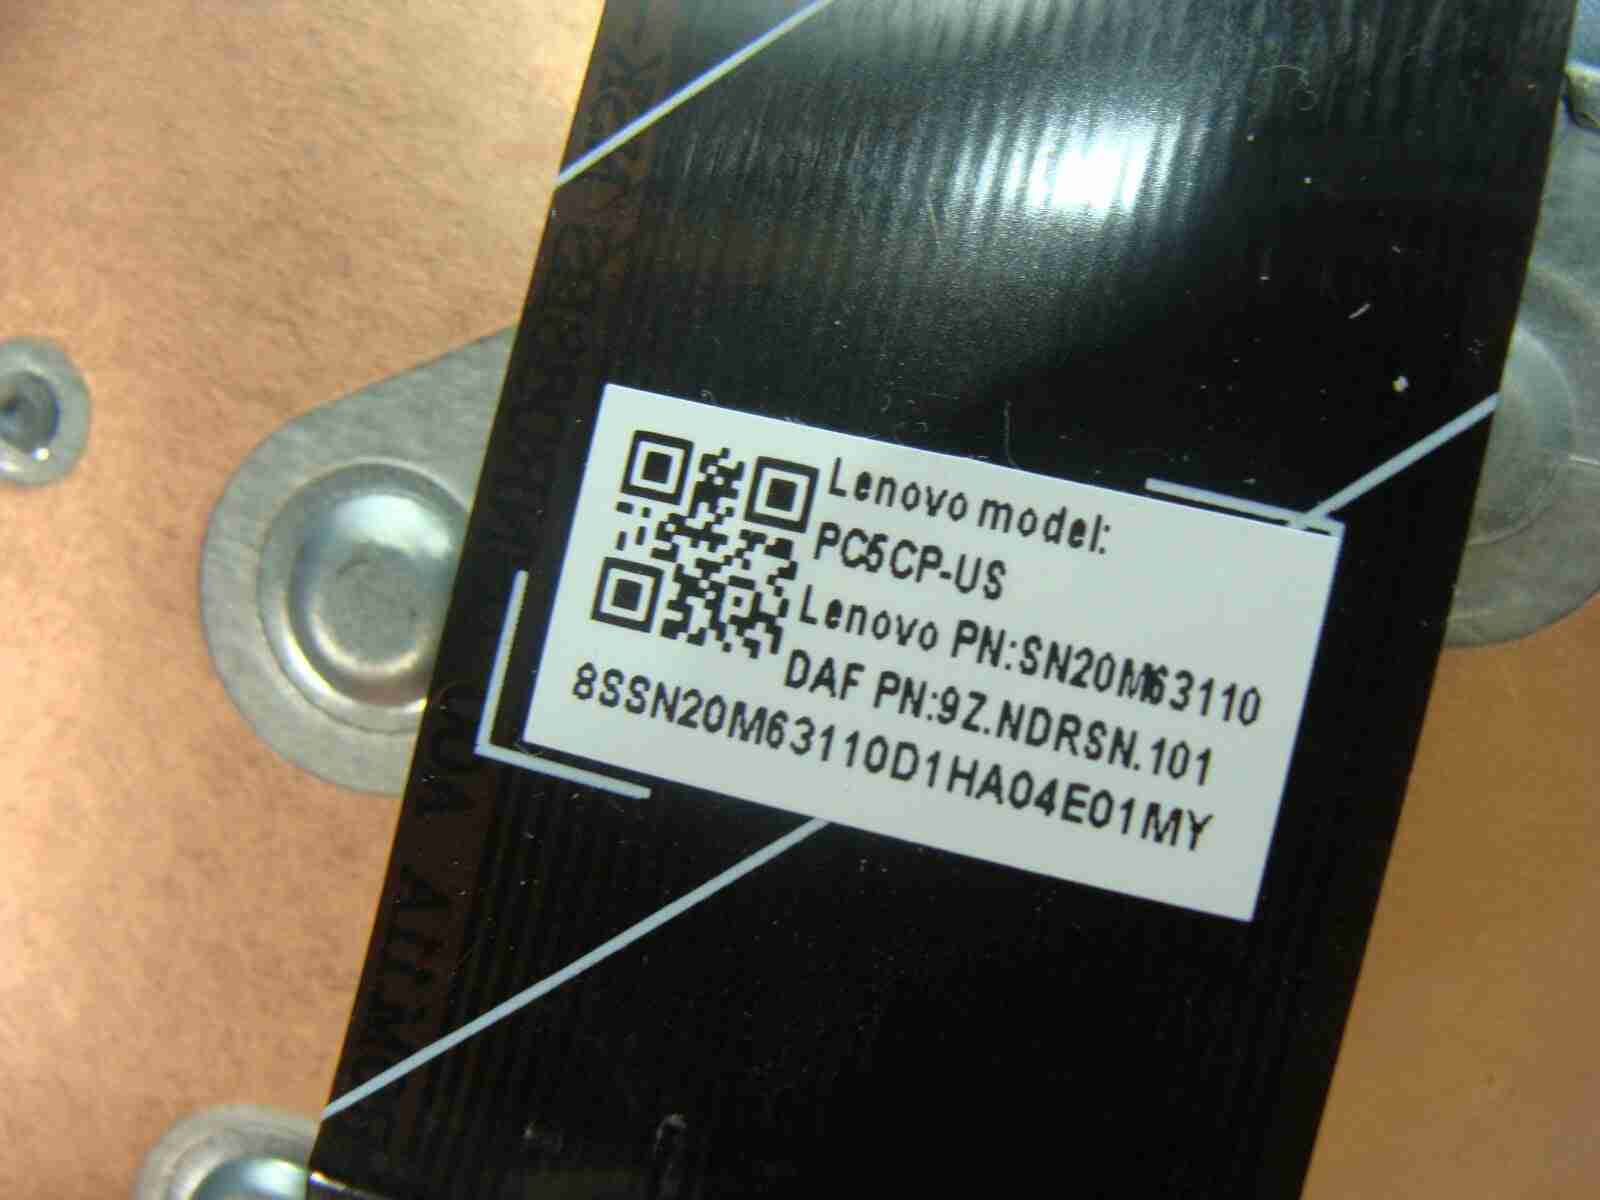 Lenovo model:
PC5CP-US
Lenovo PN:SN20M63110
DAF PN:9Z.NDRSN.101
8SSN20M63110D1HA04E01MY